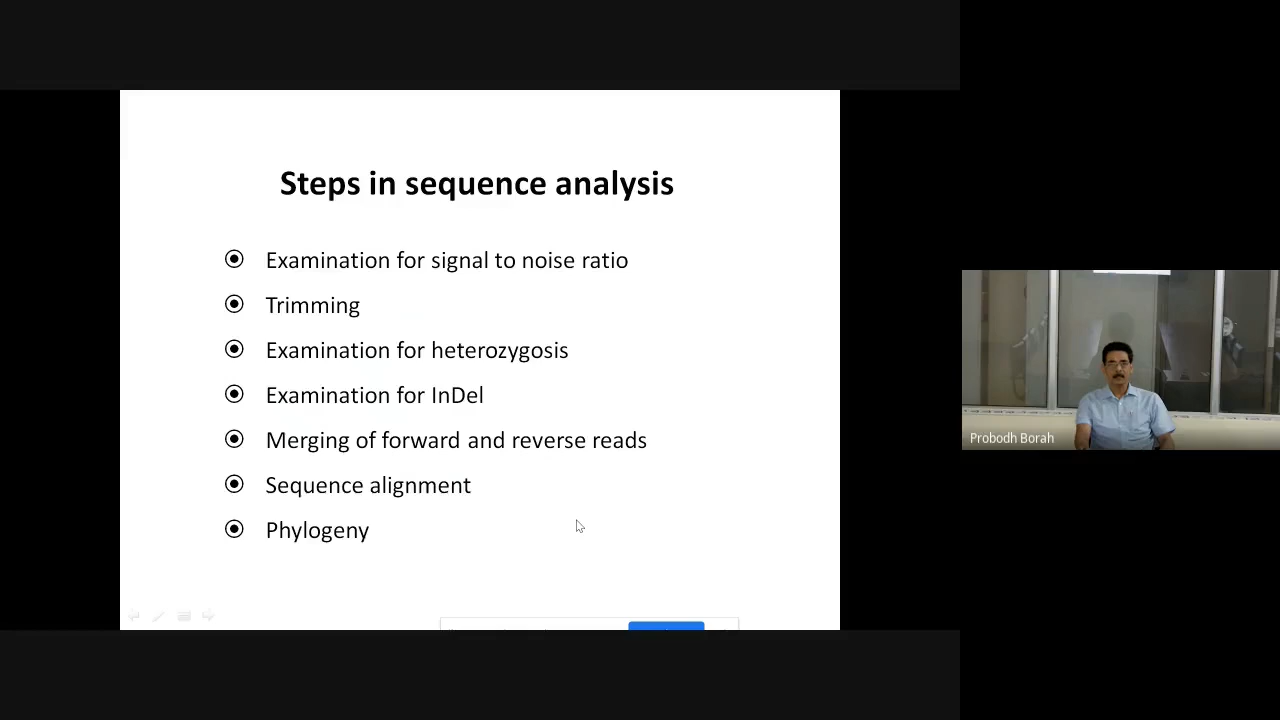 Steps in sequence analysis
Examination for signal to noise ratio
Trimming
Examination for heterozygosis
Examination for InDel
Merging of forward and reverse reads
Sequence alignment
Phylogeny
Probodh Borah